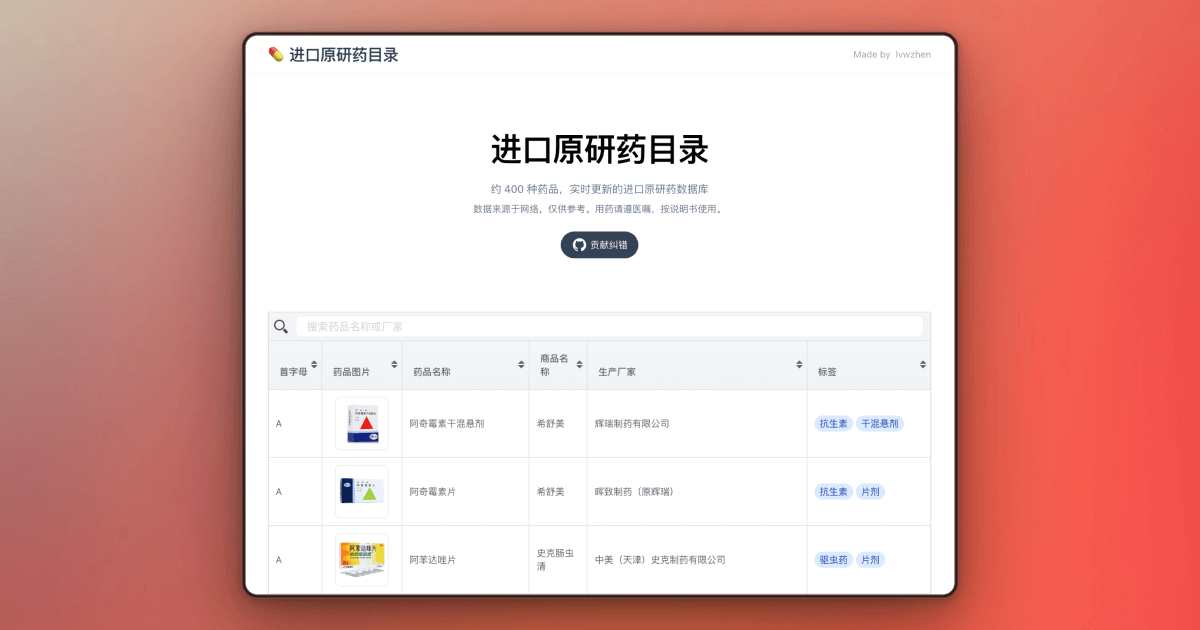 进口原研药目录
Made by lvwzhen
进口原研药目录
约 400 种药品，实时更新的进口原研药数据库
数据来源于网络，仅供参考。用药请遵医嘱，按说明书使用。
贡献纠错
搜索药品名称或厂家
首字母 药品图片 药品名称 商品名称 生产厂家 标签
A 阿奇霉素干混悬剂 希舒美 辉瑞制药有限公司 抗生素 干混悬剂
A 阿奇霉素片 希舒美 晖致制药（原辉瑞） 抗生素 片剂
阿苯达唑片
A 阿苯达唑片 史克肠虫清 中美（天津）史克制药有限公司 驱虫药 片剂